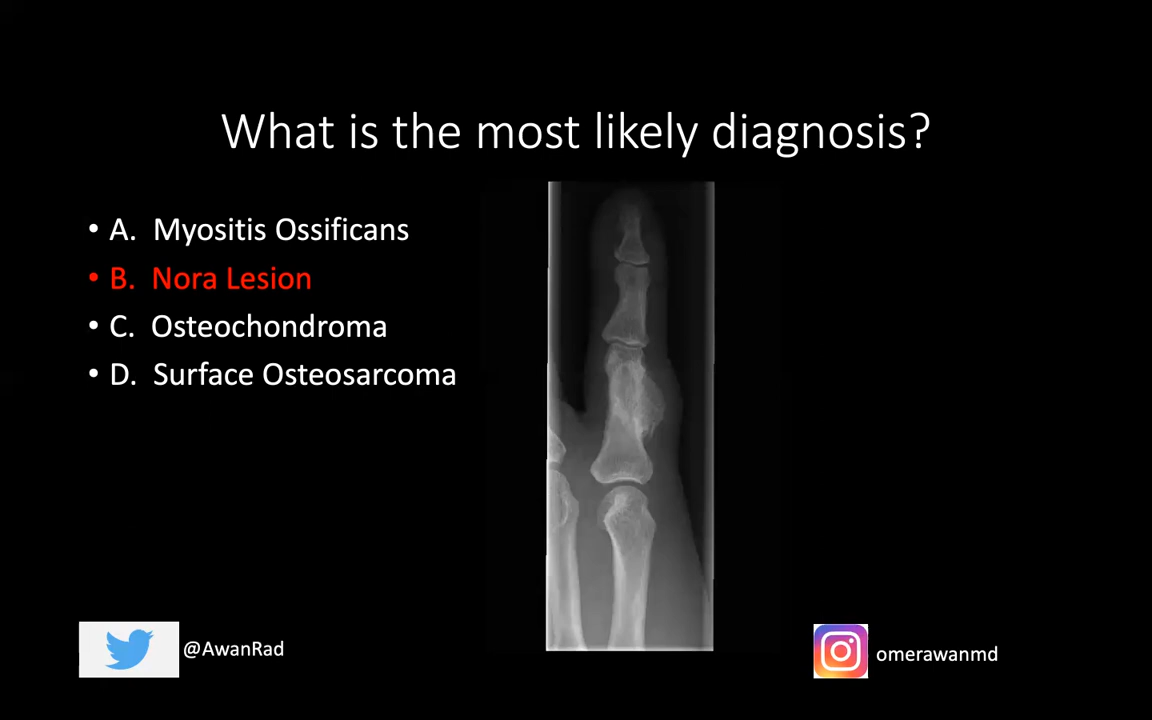 What is the most likely diagnosis?
• A. Myositis Ossificans
• B. Nora Lesion
• C. Osteochondroma
• D. Surface Osteosarcoma
@AwanRad
omerawanmd